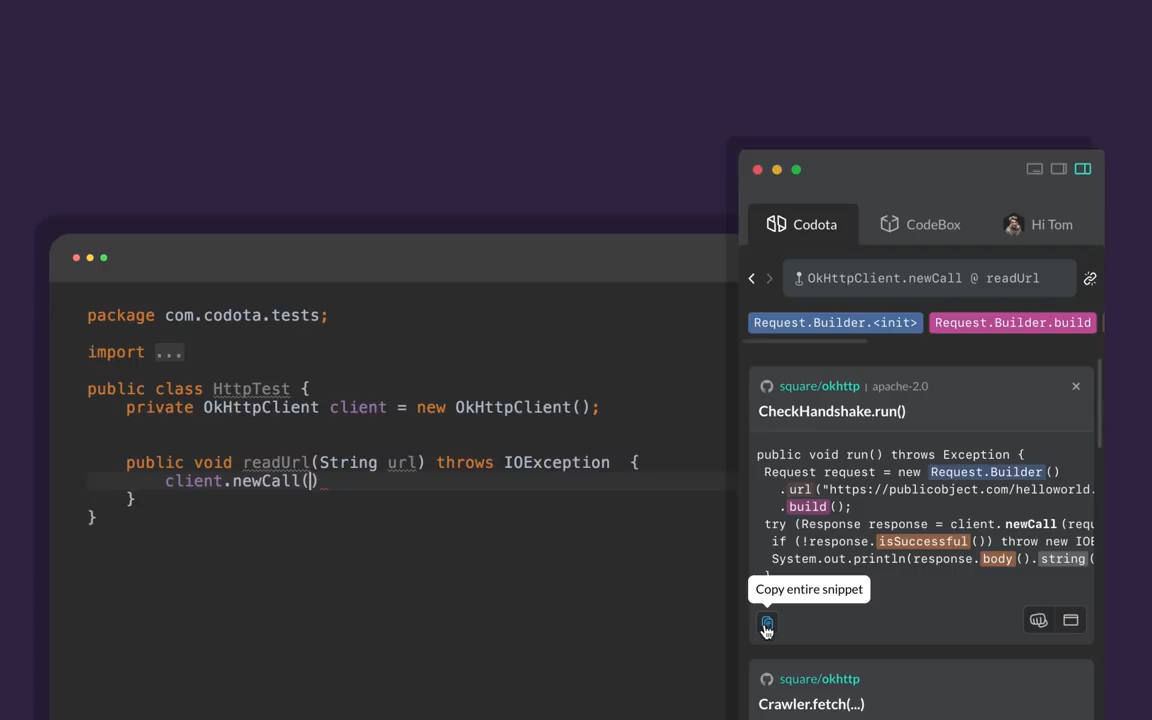 package com.codota.tests;
import ...
public class HttpTest {
private OkHttpClient client = new OkHttpClient();
public void readUrl(String url) throws IOException {
client.newCall()
}
}
Codota
CodeBox
Hi Tom
OkHttpClient.newCall @ readUrl
Request.Builder.<init>
Request.Builder.build
square/okhttp | apache-2.0
CheckHandshake.run()
public void run() throws Exception {
Request request = new Request.Builder()
.url("https://publicobject.com/helloworld.
.build();
try (Response response = client.newCall(requ
if (!response.isSuccessful()) throw new IOE
System.out.println(response.body().string(
Copy entire snippet
square/okhttp
Crawler.fetch(...)